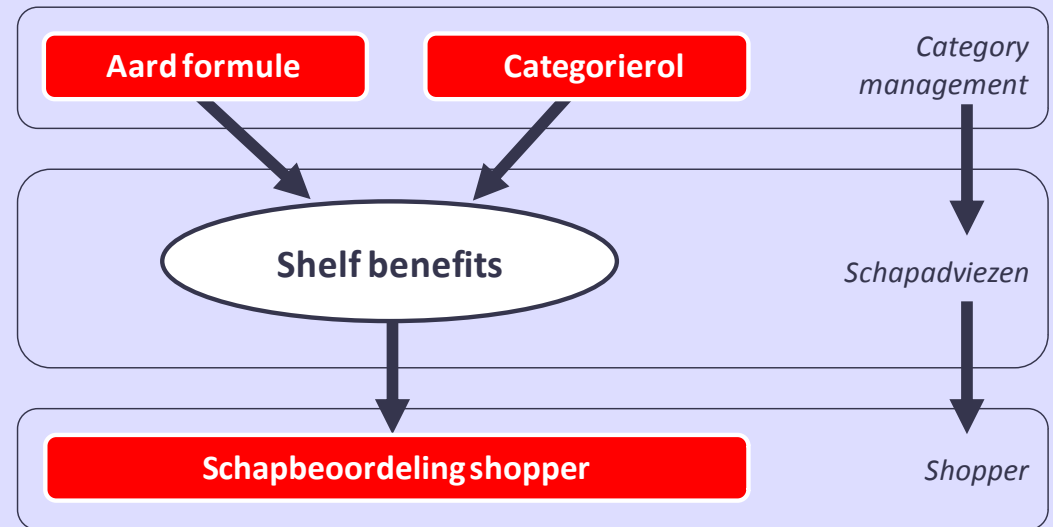 Aard formule
Categorierol
Category
management
Shelf benefits
Schapadviezen
Schapbeoordeling shopper
Shopper